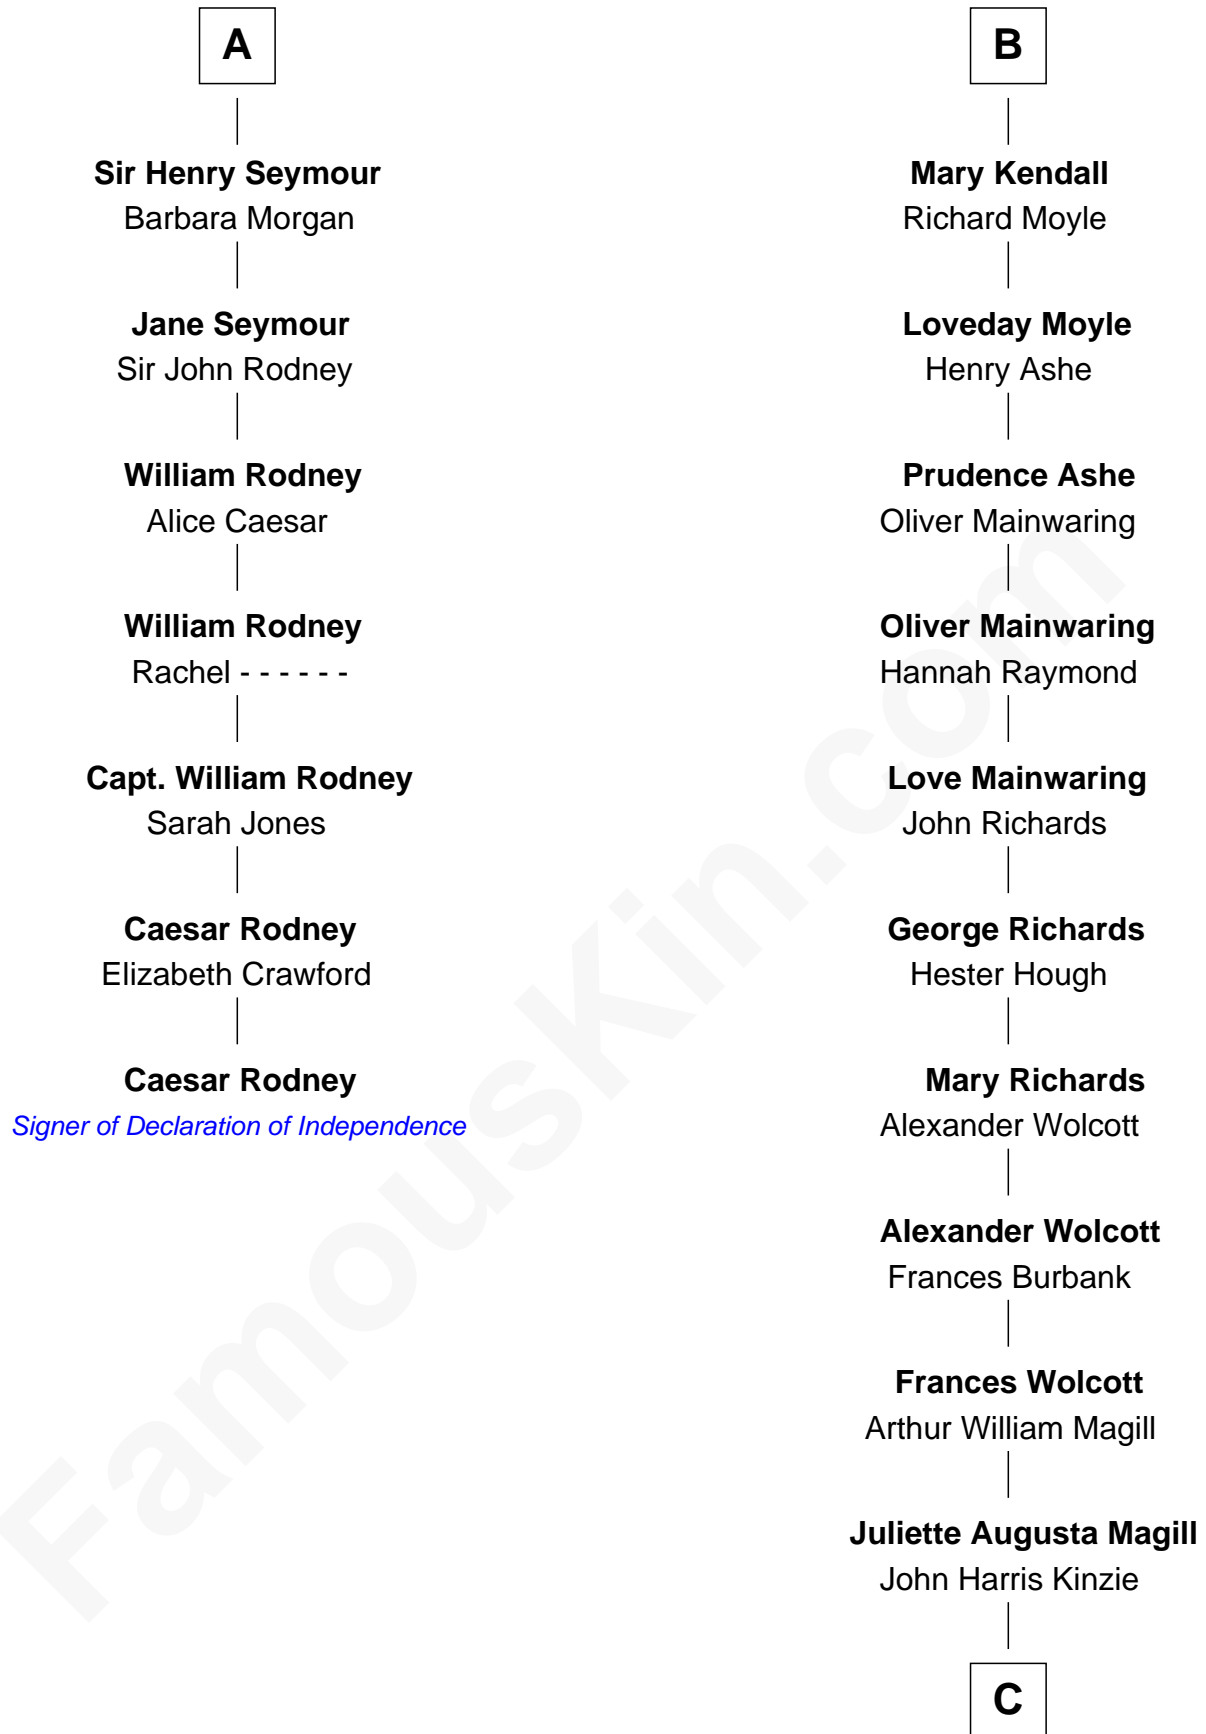 A
Sir Henry Seymour
Barbara Morgan
Jane Seymour
Sir John Rodney
William Rodney
Alice Caesar
William Rodney
Rachel - - - - - -
Capt. William Rodney
Sarah Jones
Caesar Rodney
Elizabeth Crawford
Caesar Rodney
Signer of Declaration of Independence
B
Mary Kendall
Richard Moyle
Loveday Moyle
Henry Ashe
Prudence Ashe
Oliver Mainwaring
Oliver Mainwaring
Hannah Raymond
Love Mainwaring
John Richards
George Richards
Hester Hough
Mary Richards
Alexander Wolcott
Alexander Wolcott
Frances Burbank
Frances Wolcott
Arthur William Magill
Juliette Augusta Magill
John Harris Kinzie
C
FamousKin.com